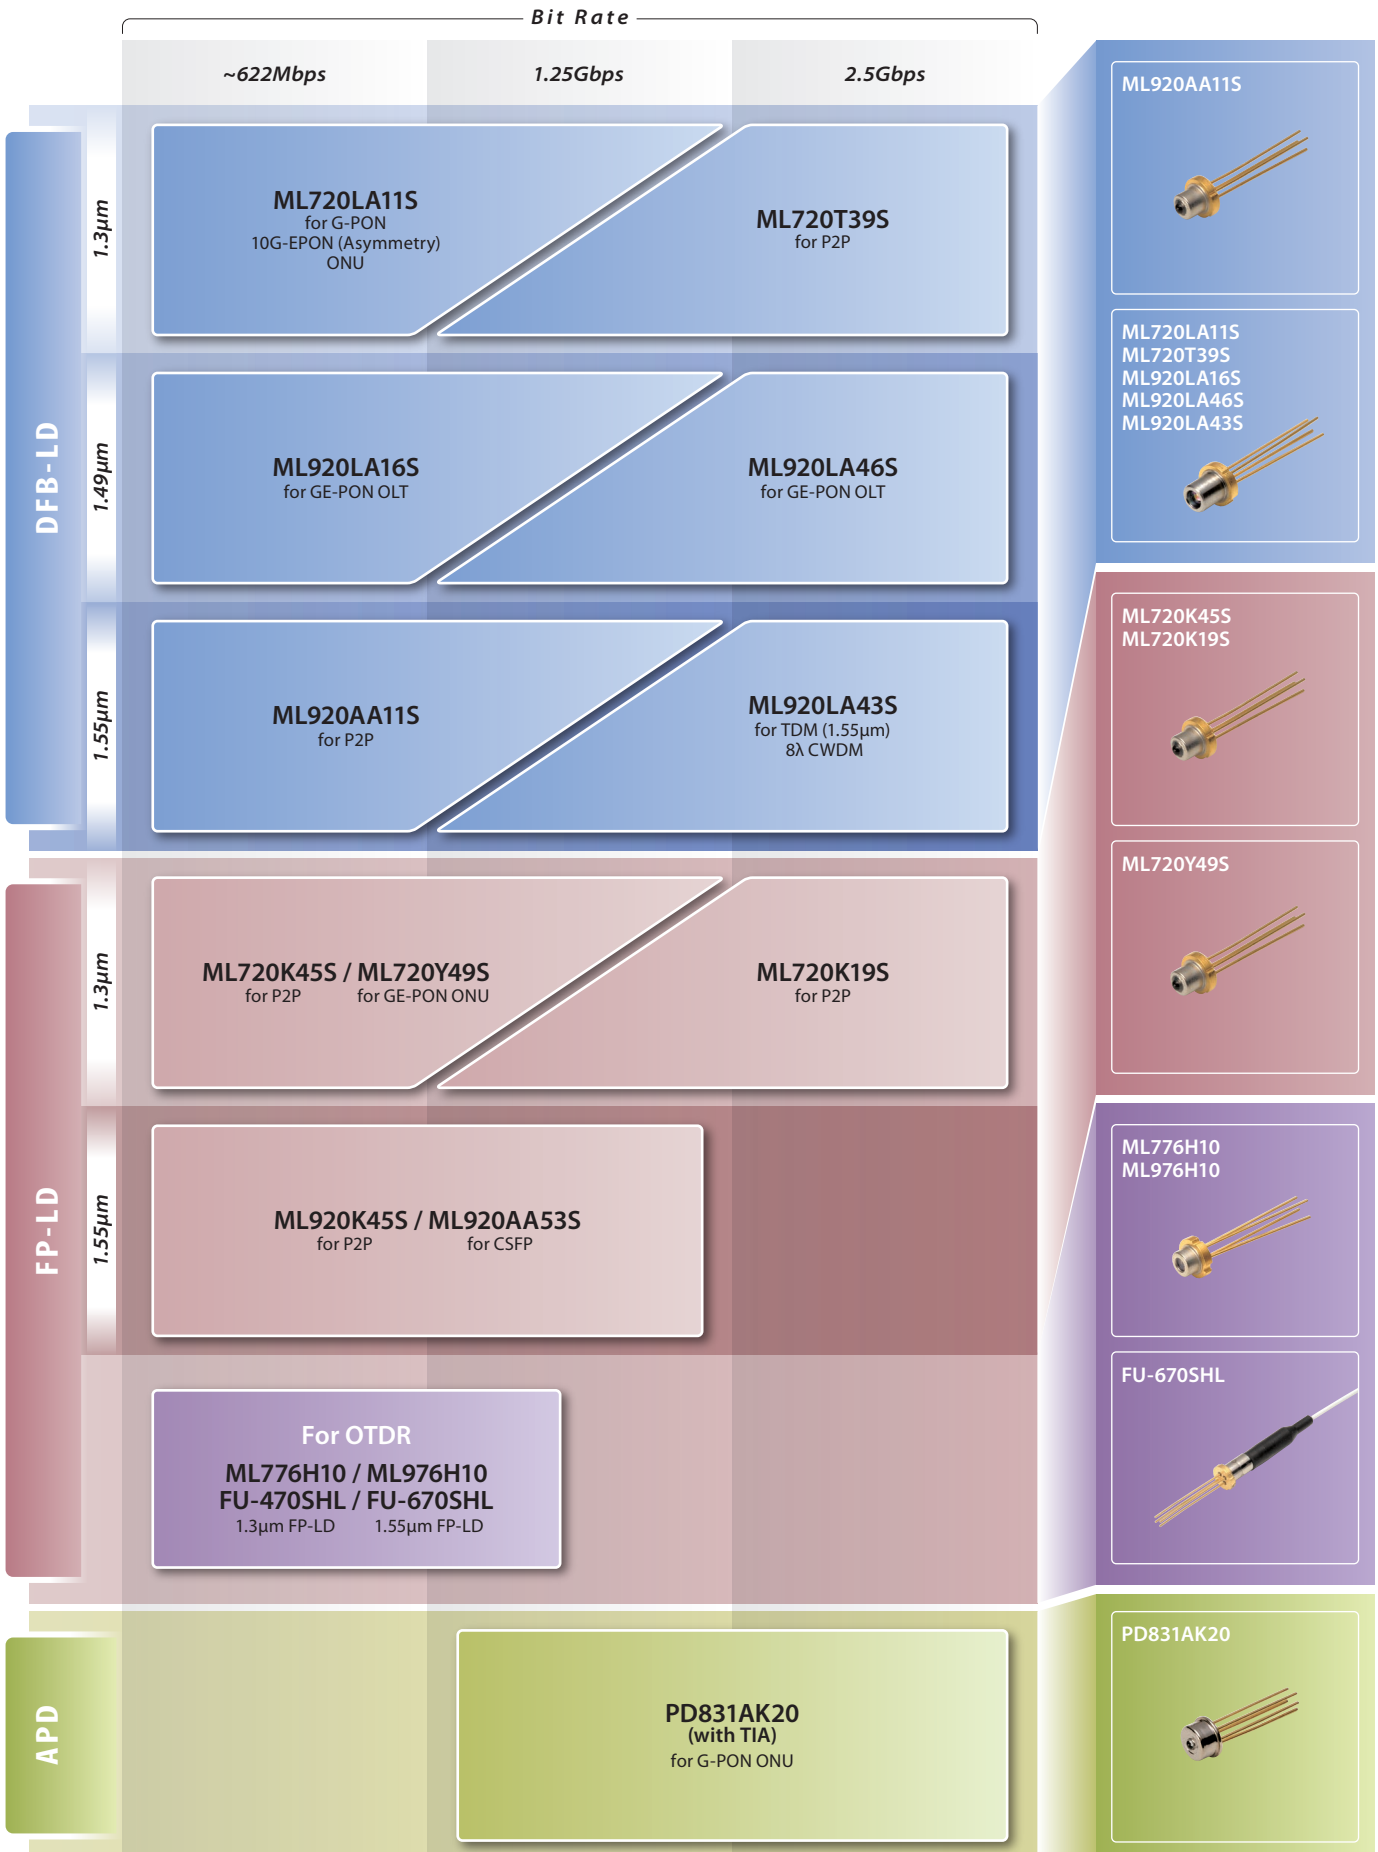 Bit Rate
~622Mbps
1.25Gbps
2.5Gbps
DFB-LD
1.3μm
ML720LA11S
for G-PON
10G-EPON (Asymmetry)
ONU
ML720T39S
for P2P
1.49μm
ML920LA16S
for GE-PON OLT
ML920LA46S
for GE-PON OLT
1.55μm
ML920AA11S
for P2P
ML920LA43S
for TDM (1.55μm)
8λ CWDM
FP-LD
1.3μm
ML720K45S / ML720Y49S
for P2P for GE-PON ONU
ML720K19S
for P2P
1.55μm
ML920K45S / ML920AA53S
for P2P for CSFP
For OTDR
ML776H10 / ML976H10
FU-470SHL / FU-670SHL
1.3μm FP-LD 1.55μm FP-LD
APD
PD831AK20
(with TIA)
for G-PON ONU
ML920AA11S
ML720LA11S
ML720T39S
ML920LA16S
ML920LA46S
ML920LA43S
ML720K45S
ML720K19S
ML720Y49S
ML776H10
ML976H10
FU-670SHL
PD831AK20